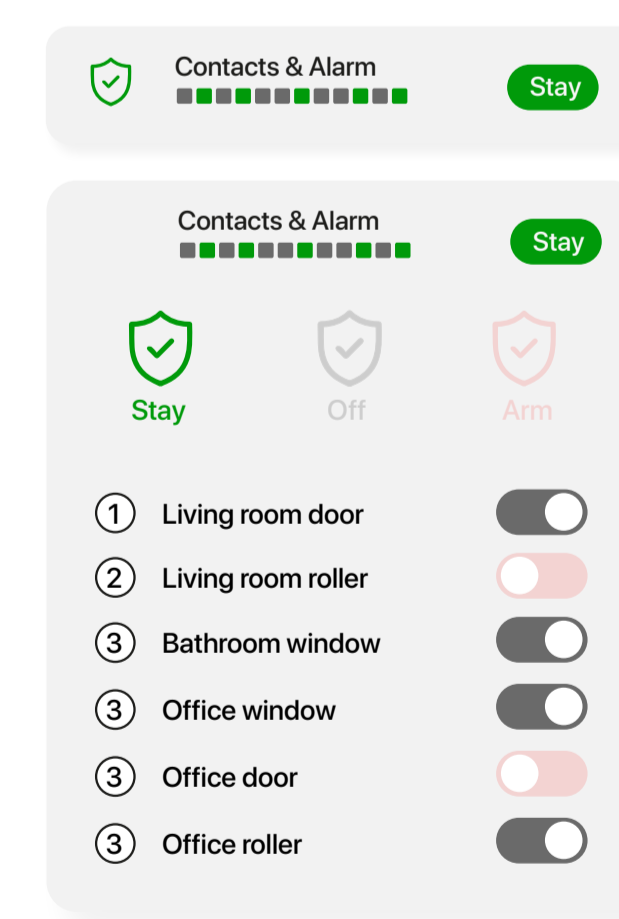 Contacts & Alarm
Stay
Contacts & Alarm
Stay
Stay
Off
Arm
1 Living room door
2 Living room roller
3 Bathroom window
3 Office window
3 Office door
3 Office roller